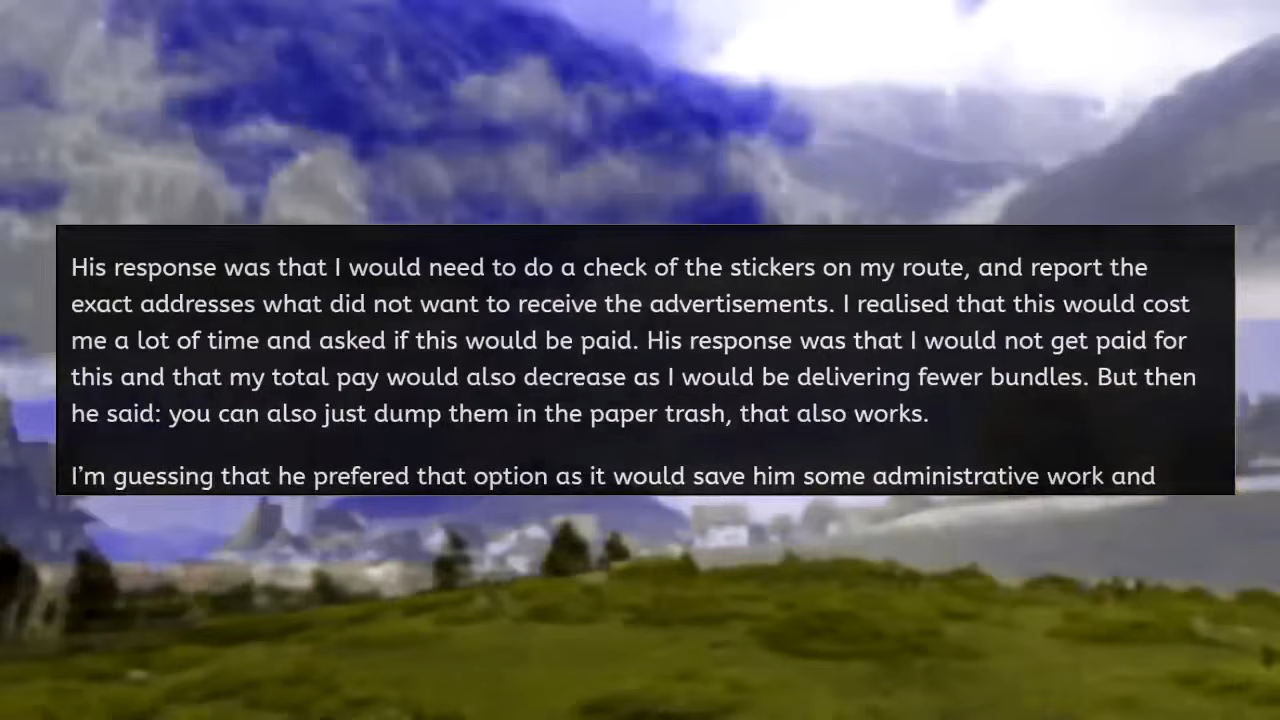 His response was that I would need to do a check of the stickers on my route, and report the
exact addresses what did not want to receive the advertisements. I realised that this would cost
me a lot of time and asked if this would be paid. His response was that I would not get paid for
this and that my total pay would also decrease as I would be delivering fewer bundles. But then
he said: you can also just dump them in the paper trash, that also works.
I'm guessing that he prefered that option as it would save him some administrative work and